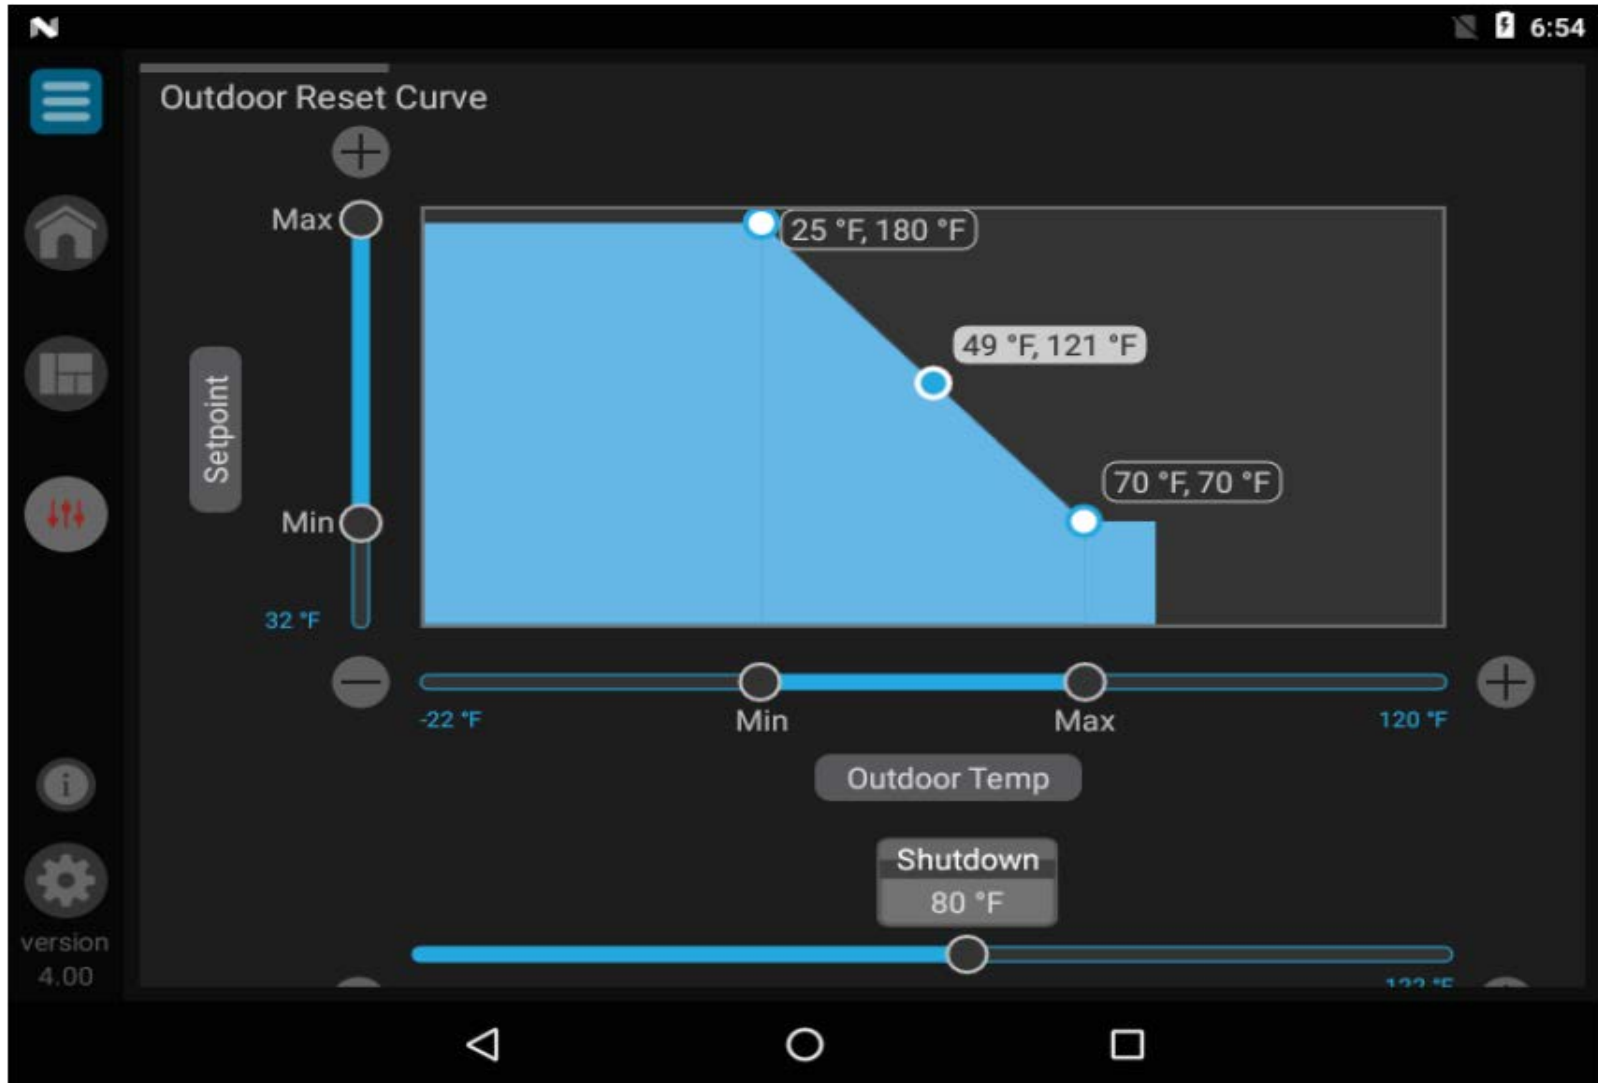 6:54
Outdoor Reset Curve
Max
25 °F, 180 °F
49 °F, 121 °F
Setpoint
70 °F, 70 °F
Min
32 °F
-22 °F
Min
Max
120 °F
Outdoor Temp
Shutdown
80 °F
version
4.00
122 °F